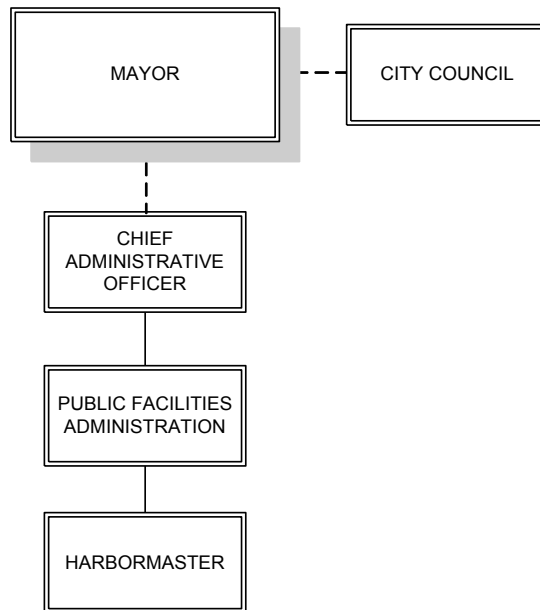 MAYOR
CITY COUNCIL
CHIEF
ADMINISTRATIVE
OFFICER
PUBLIC FACILITIES
ADMINISTRATION
HARBORMASTER